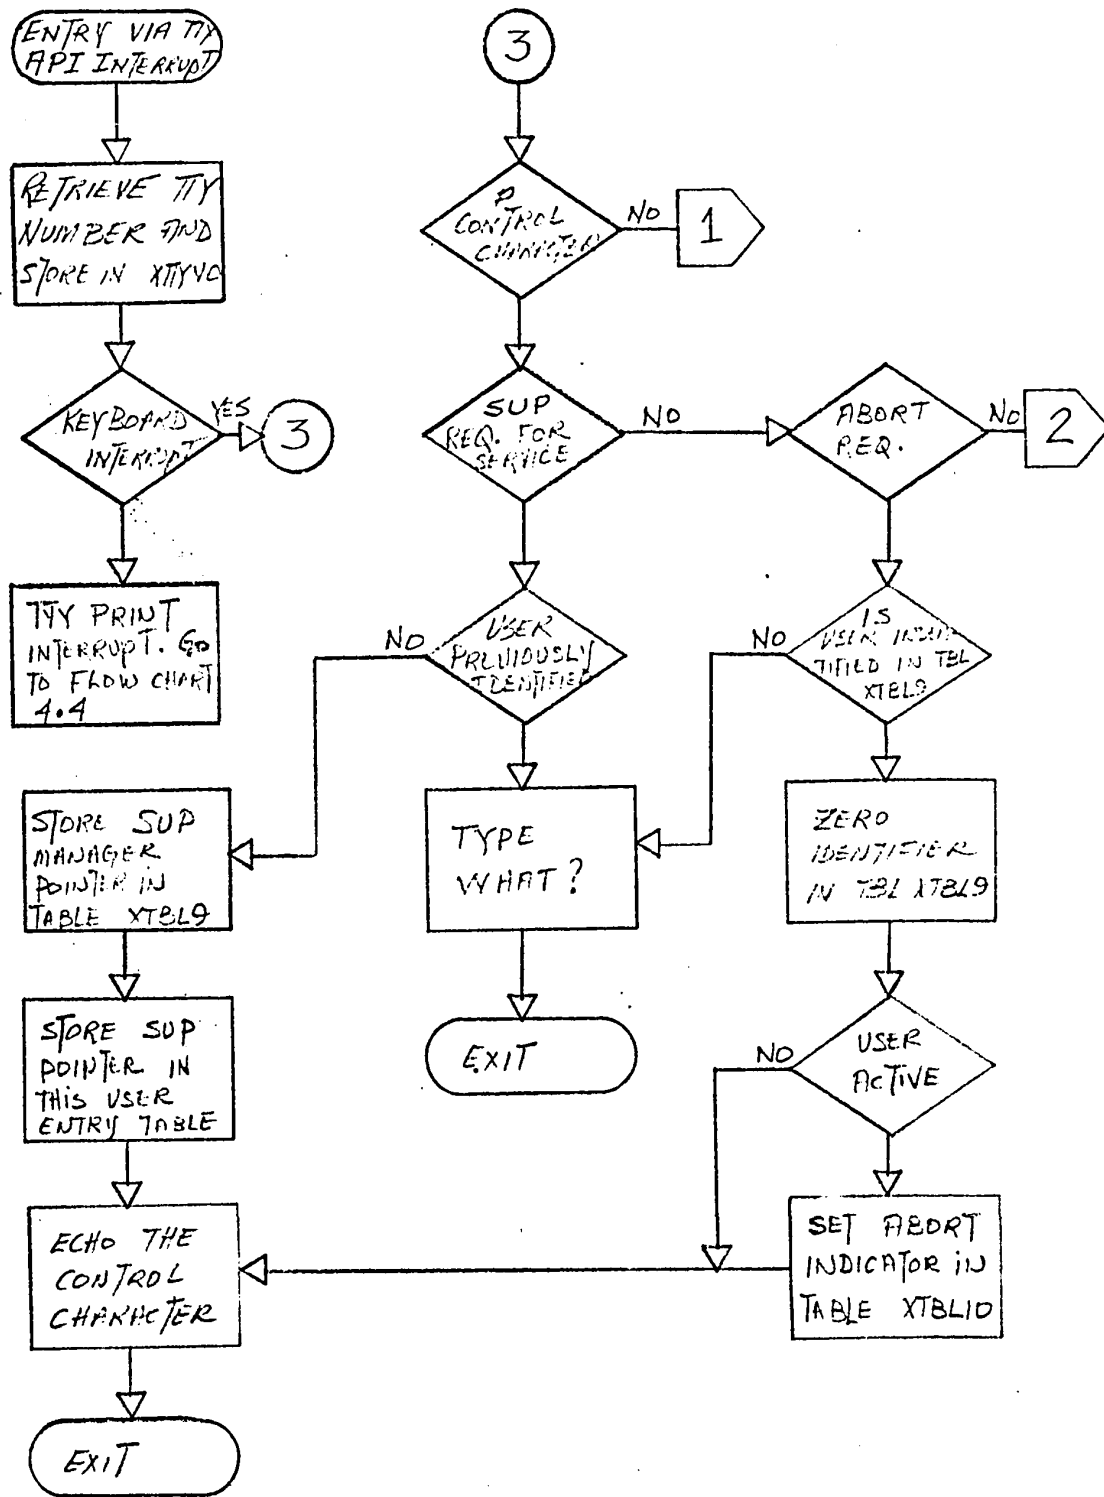 ENTRY VIA TTY
API INTERRUPT
RETRIEVE TTY
NUMBER AND
STORE IN
KEYBOARD
INTERRUPT
YES
3
TTY PRINT
INTERRUPT. GO
TO FLOW CHART
4.4
3
P
CONTROL
CHARACTER
NO
1
SUP
REQ. FOR
SERVICE
NO
ABORT
REQ.
NO
2
USER
PREVIOUSLY
IDENTIFIED
NO
IS
USER IDEN
TIFIED IN TBL
XTBL9
NO
STORE SUP
MANAGER
POINTER IN
TABLE XTBL9
TYPE
WHAT?
ZERO
IDENTIFIER
IN TBL XTBL9
STORE SUP
POINTER IN
THIS USER
ENTRY TABLE
EXIT
USER
ACTIVE
NO
ECHO THE
CONTROL
CHARACTER
SET ABORT
INDICATOR IN
TABLE XTBL10
EXIT